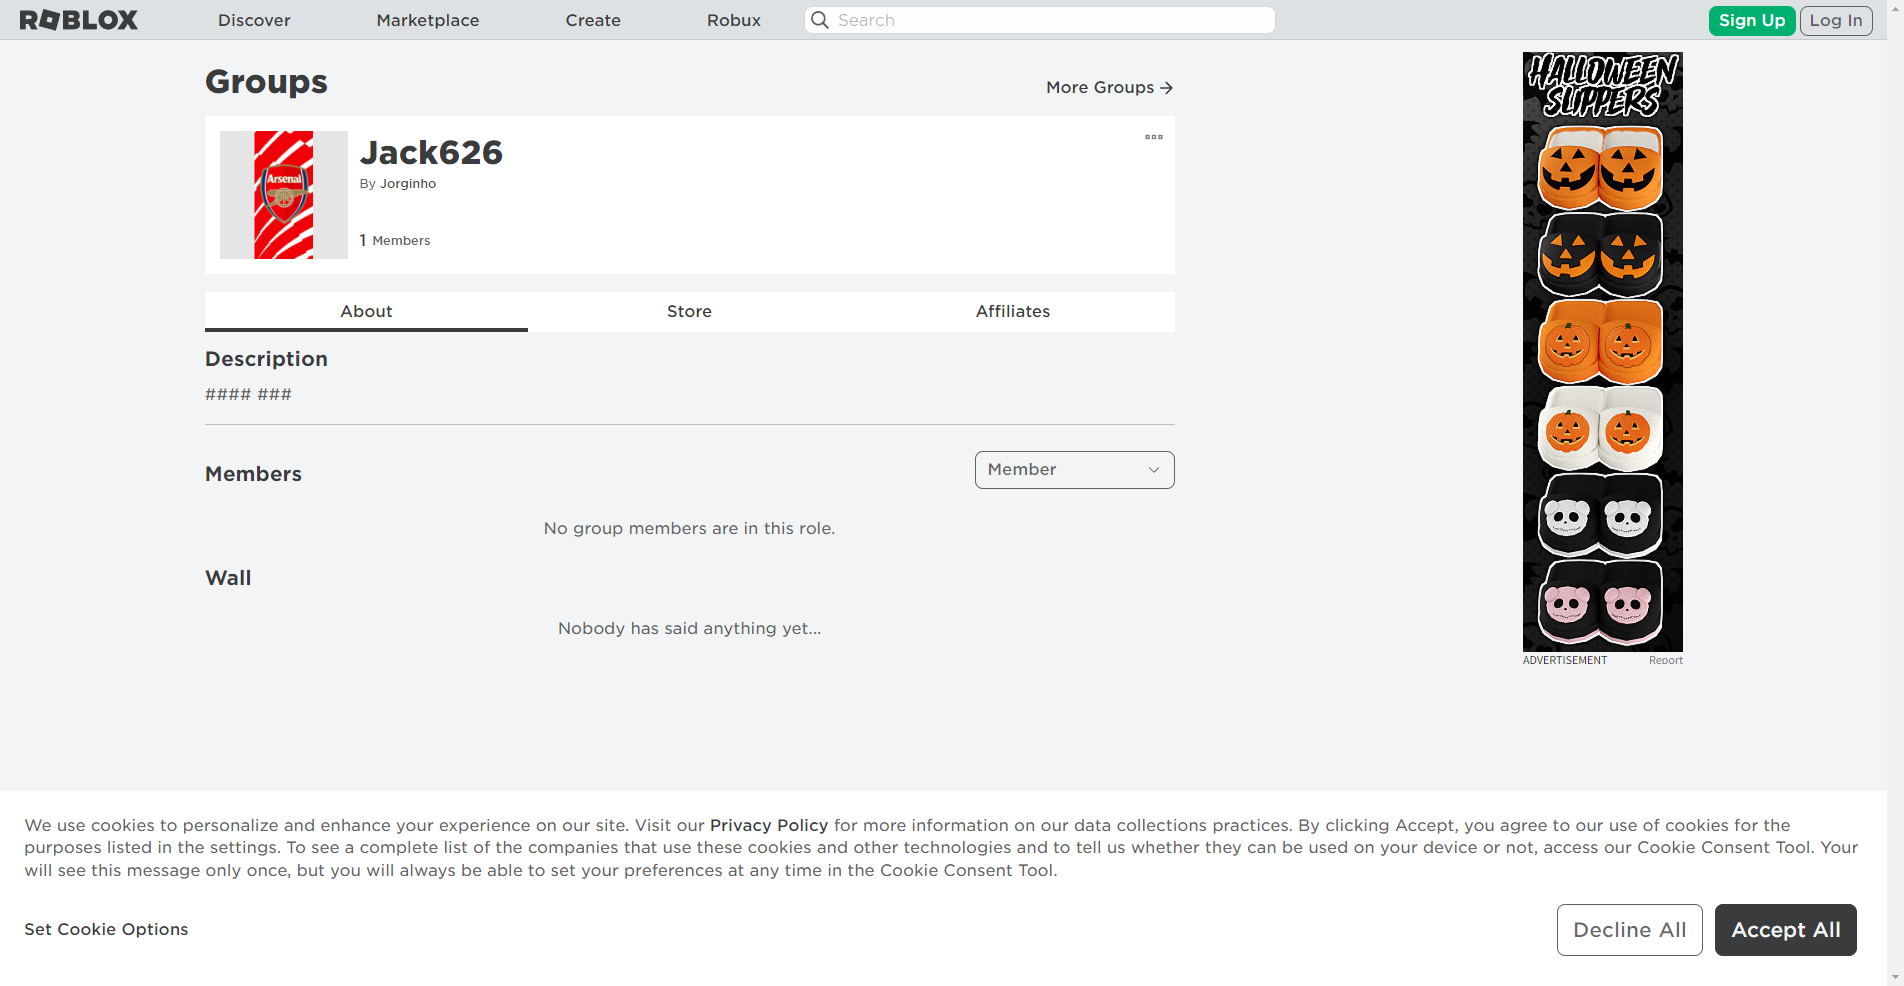 ROBLOX
Discover
Marketplace
Create
Robux
Search
Sign Up
Log In
Groups
More Groups →
Arsenal
Jack626
By Jorginho
1 Members
About
Store
Affiliates
Description
#### ###
Members
Member
No group members are in this role.
Wall
Nobody has said anything yet...
HALLOWEEN
SLIPPERS
ADVERTISEMENT
Report
We use cookies to personalize and enhance your experience on our site. Visit our Privacy Policy for more information on our data collections practices. By clicking Accept, you agree to our use of cookies for the
purposes listed in the settings. To see a complete list of the companies that use these cookies and other technologies and to tell us whether they can be used on your device or not, access our Cookie Consent Tool. Your
will see this message only once, but you will always be able to set your preferences at any time in the Cookie Consent Tool.
Set Cookie Options
Decline All
Accept All